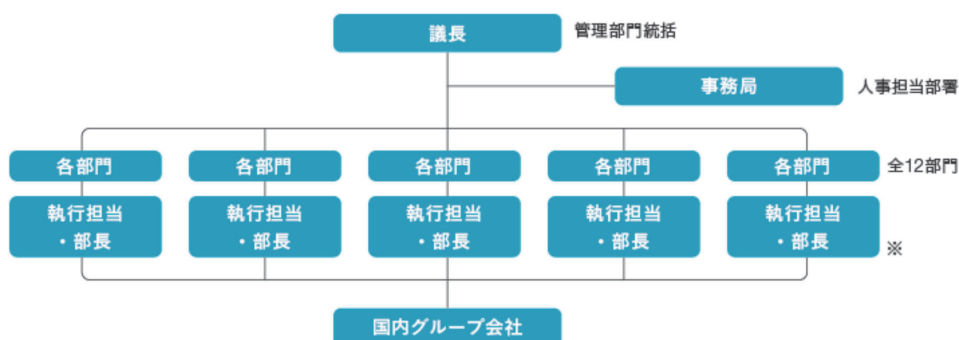 議長
管理部門統括
事務局
人事担当部署
各部門
各部門
各部門
各部門
各部門
全12部門
執行担当
・部長
執行担当
・部長
執行担当
・部長
執行担当
・部長
執行担当
・部長
※
国内グループ会社